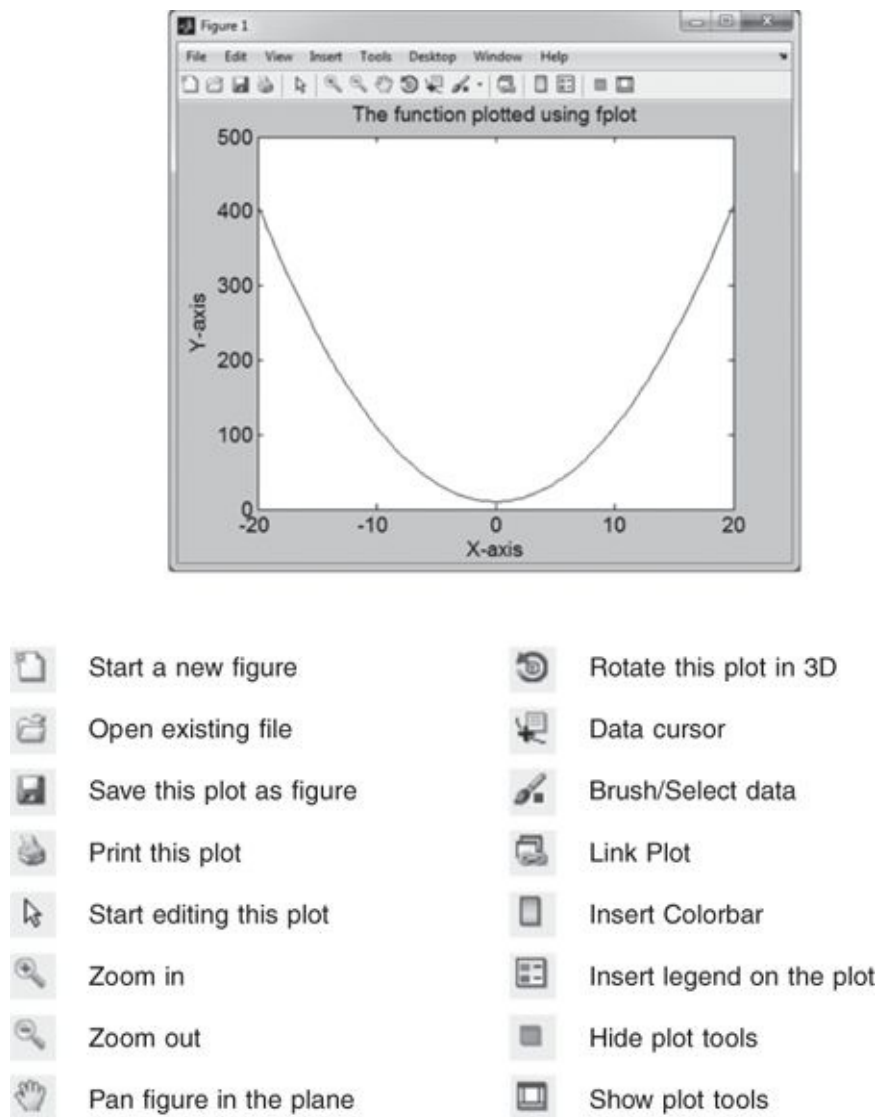 Figure 1
File Edit View Insert Tools Desktop Window Help
The function plotted using fplot
500
400
300
200
100
0
Y-axis
-20 -10 0 10 20
X-axis
Start a new figure
Open existing file
Save this plot as figure
Print this plot
Start editing this plot
Zoom in
Zoom out
Pan figure in the plane
Rotate this plot in 3D
Data cursor
Brush/Select data
Link Plot
Insert Colorbar
Insert legend on the plot
Hide plot tools
Show plot tools